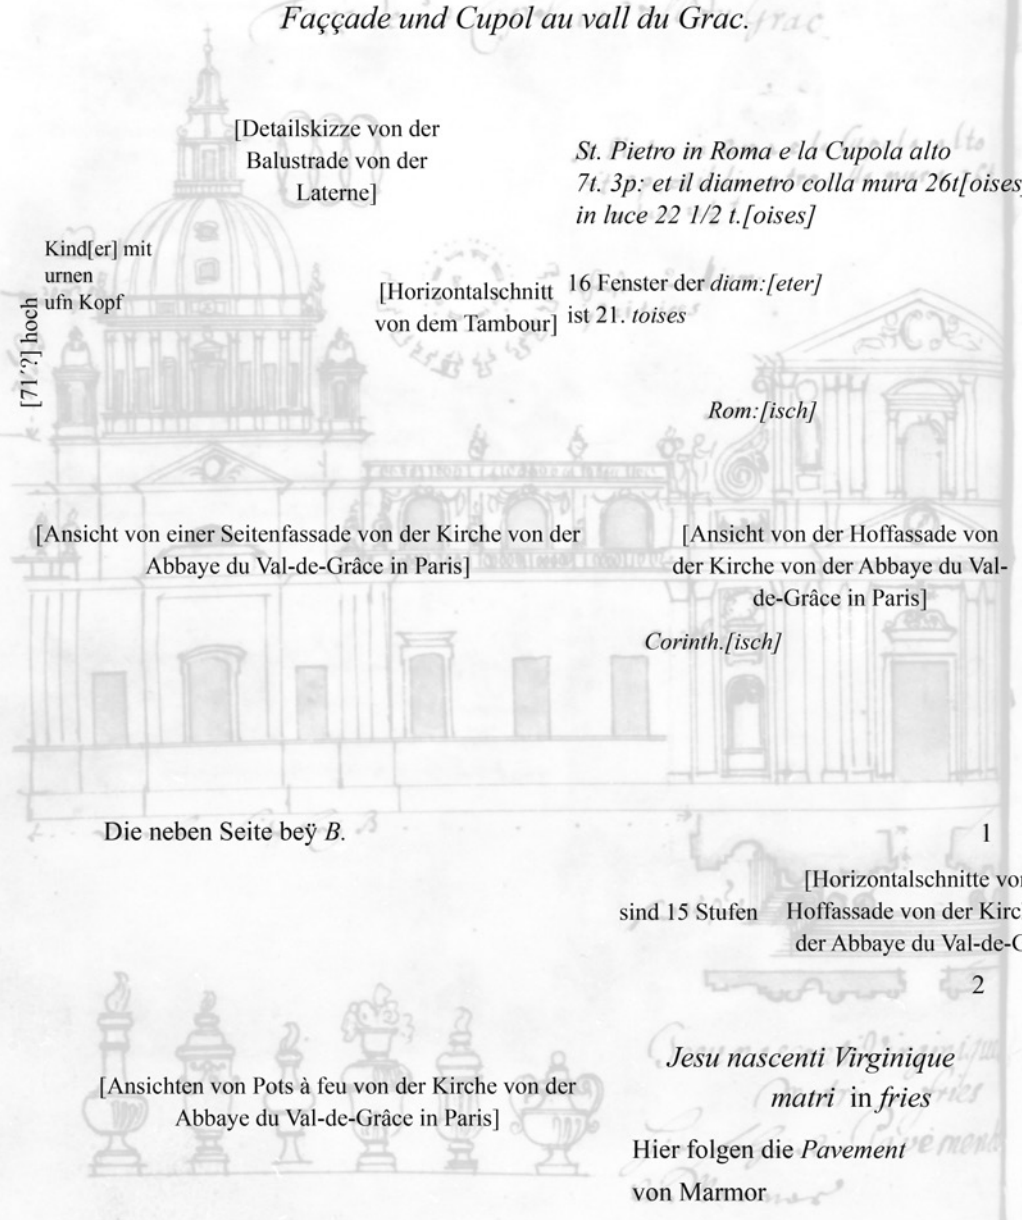 Faççade und Cupol au vall du Grac.
[Detailskizze von der
Balustrade von der
Laterne]
St. Pietro in Roma e la Cupola alto
7t. 3p: et il diametro colla mura 26t[oises]
in luce 22 1/2 t.[oises]
Kind[er] mit
urnen
ufn Kopf
[71´?] hoch
[Horizontalschnitt
von dem Tambour]
16 Fenster der diam:[eter]
ist 21. toises
Rom:[isch]
[Ansicht von einer Seitenfassade von der Kirche von der
Abbaye du Val-de-Grâce in Paris]
[Ansicht von der Hoffassade von
der Kirche von der Abbaye du Val-
de-Grâce in Paris]
Corinth.[isch]
Die neben Seite beÿ B.
1
[Horizontalschnitte von
sind 15 Stufen
Hoffassade von der Kirc
der Abbaye du Val-de-G
2
[Ansichten von Pots à feu von der Kirche von der
Abbaye du Val-de-Grâce in Paris]
Jesu nascenti Virginique
matri in fries
Hier folgen die Pavement
von Marmor